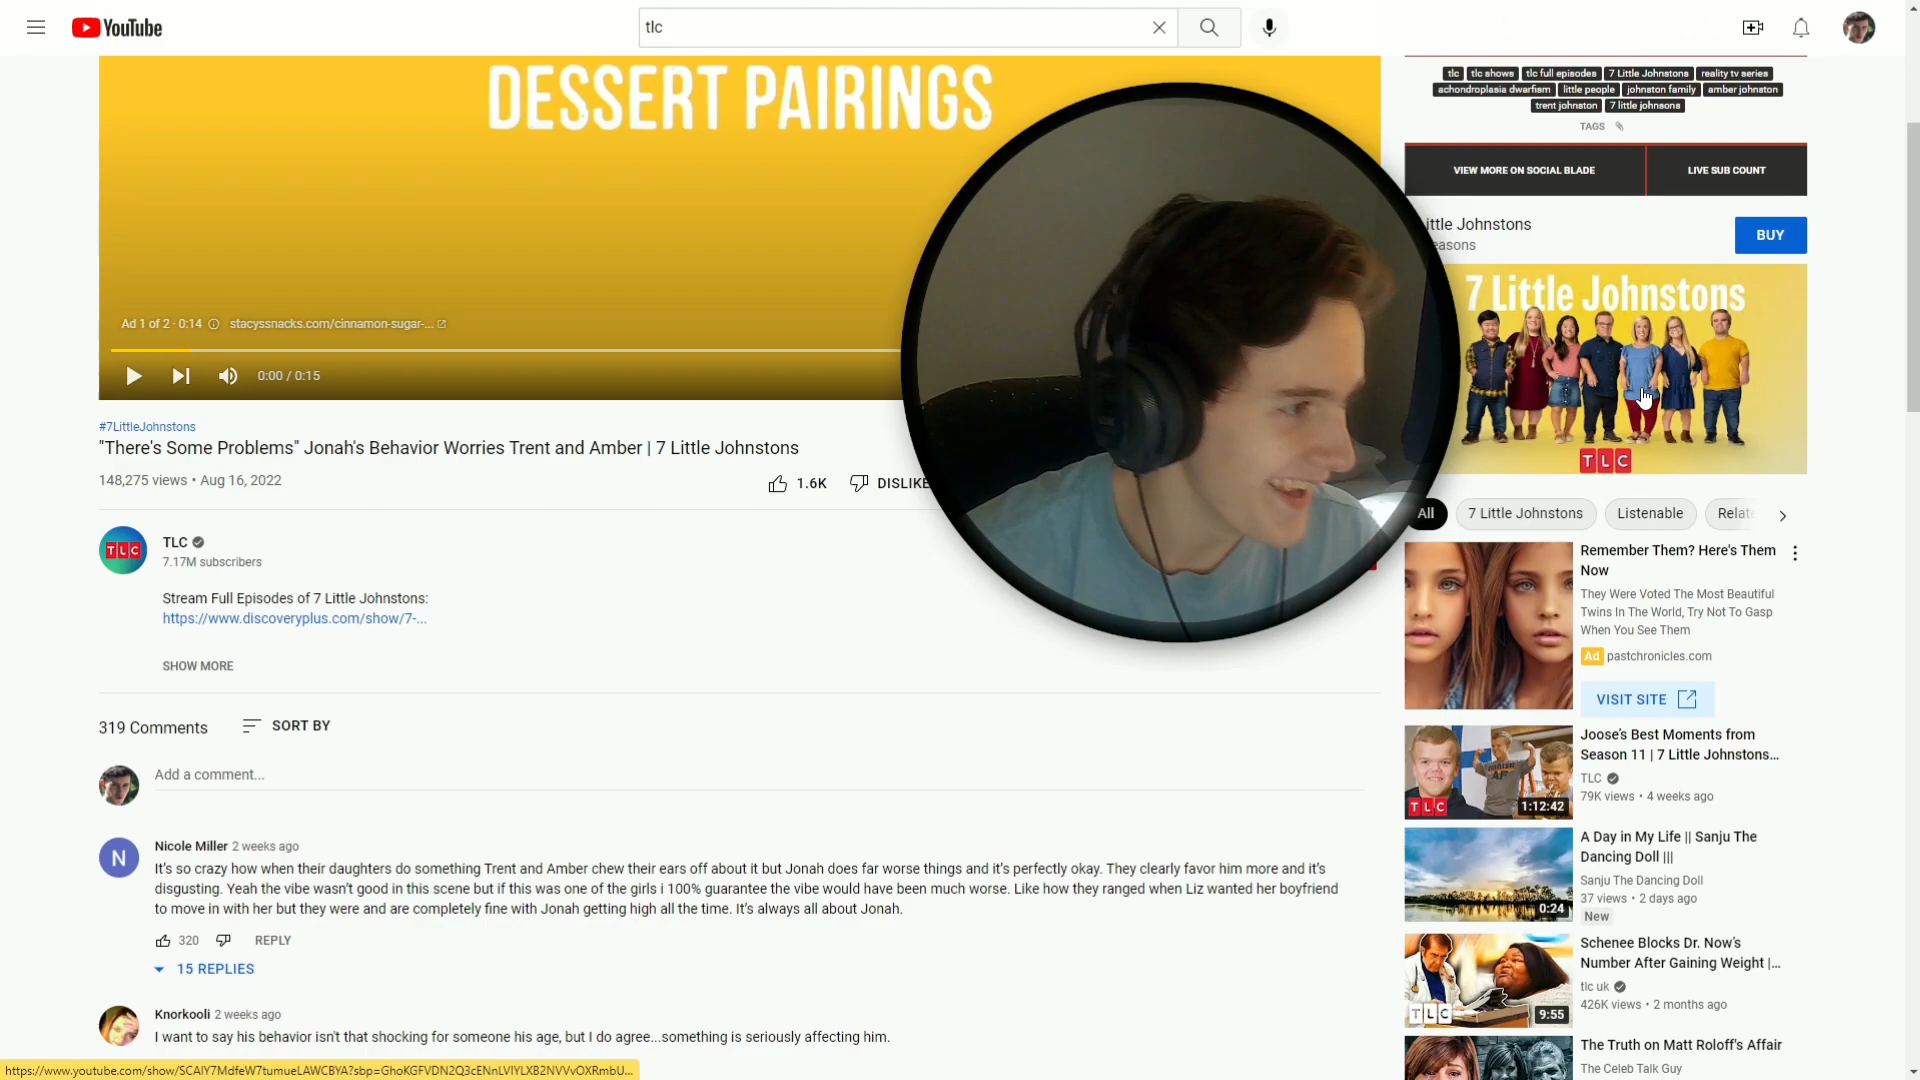 YouTube
tlc
DESSERT PAIRINGS
Ad 1 of 2 · 0:14
stacyssnacks.com/cinnamon-sugar-...
0:00 / 0:15
#7LittleJohnstons
"There's Some Problems" Jonah's Behavior Worries Trent and Amber | 7 Little Johnstons
148,275 views • Aug 16, 2022
1.6K
DISLIKE
TLC
TLC
7.17M subscribers
Stream Full Episodes of 7 Little Johnstons:
https://www.discoveryplus.com/show/7-...
SHOW MORE
319 Comments
SORT BY
Add a comment...
N
Nicole Miller 2 weeks ago
It's so crazy how when their daughters do something Trent and Amber chew their ears off about it but Jonah does far worse things and it's perfectly okay. They clearly favor him more and it's
disgusting. Yeah the vibe wasn't good in this scene but if this was one of the girls i 100% guarantee the vibe would have been much worse. Like how they ranged when Liz wanted her boyfriend
to move in with her but they were and are completely fine with Jonah getting high all the time. It's always all about Jonah.
320
REPLY
15 REPLIES
Knorkooli 2 weeks ago
I want to say his behavior isn't that shocking for someone his age, but I do agree...something is seriously affecting him.
tlc tlc shows tlc full episodes 7 Little Johnstons reality tv series
achondroplasia dwarfism little people johnston family amber johnston
trent johnston 7 little johnsons
TAGS
VIEW MORE ON SOCIAL BLADE
LIVE SUB COUNT
ittle Johnstons
easons
BUY
7 Little Johnstons
TLC
All
7 Little Johnstons
Listenable
Relate
Remember Them? Here's Them
Now
They Were Voted The Most Beautiful
Twins In The World, Try Not To Gasp
When You See Them
Ad pastchronicles.com
VISIT SITE
TLC
1:12:42
Joose's Best Moments from
Season 11 | 7 Little Johnstons...
TLC
79K views • 4 weeks ago
0:24
A Day in My Life || Sanju The
Dancing Doll |||
Sanju The Dancing Doll
37 views • 2 days ago
New
TLC
9:55
Schenee Blocks Dr. Now's
Number After Gaining Weight |...
tlc uk
426K views • 2 months ago
The Truth on Matt Roloff's Affair
The Celeb Talk Guy